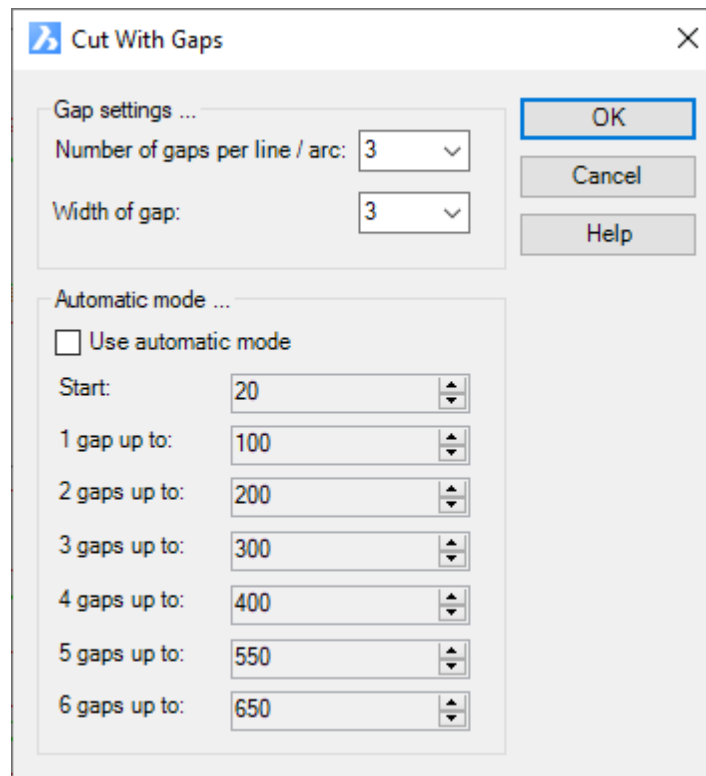 Cut With Gaps
Gap settings ...
Number of gaps per line / arc: 3
Width of gap: 3
OK
Cancel
Help
Automatic mode ...
Use automatic mode
Start: 20
1 gap up to: 100
2 gaps up to: 200
3 gaps up to: 300
4 gaps up to: 400
5 gaps up to: 550
6 gaps up to: 650